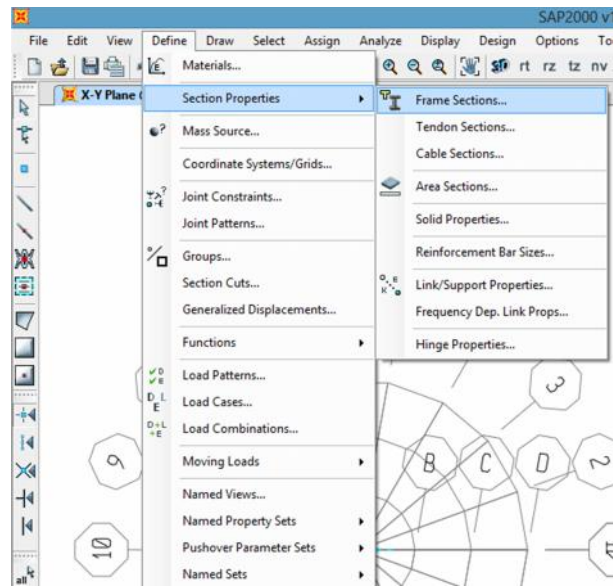 SAP2000 v1
File Edit View Define Draw Select Assign Analyze Display Design Options To
rt rz tz nv
X-Y Plane (
Materials...
Section Properties
Mass Source...
Coordinate Systems/Grids...
Joint Constraints...
Joint Patterns...
Groups...
Section Cuts...
Generalized Displacements...
Functions
Load Patterns...
Load Cases...
Load Combinations...
Moving Loads
Named Views...
Named Property Sets
Pushover Parameter Sets
Named Sets
Frame Sections...
Tendon Sections...
Cable Sections...
Area Sections...
Solid Properties...
Reinforcement Bar Sizes...
Link/Support Properties...
Frequency Dep. Link Props...
Hinge Properties...
3
2
B C D
9
10
all